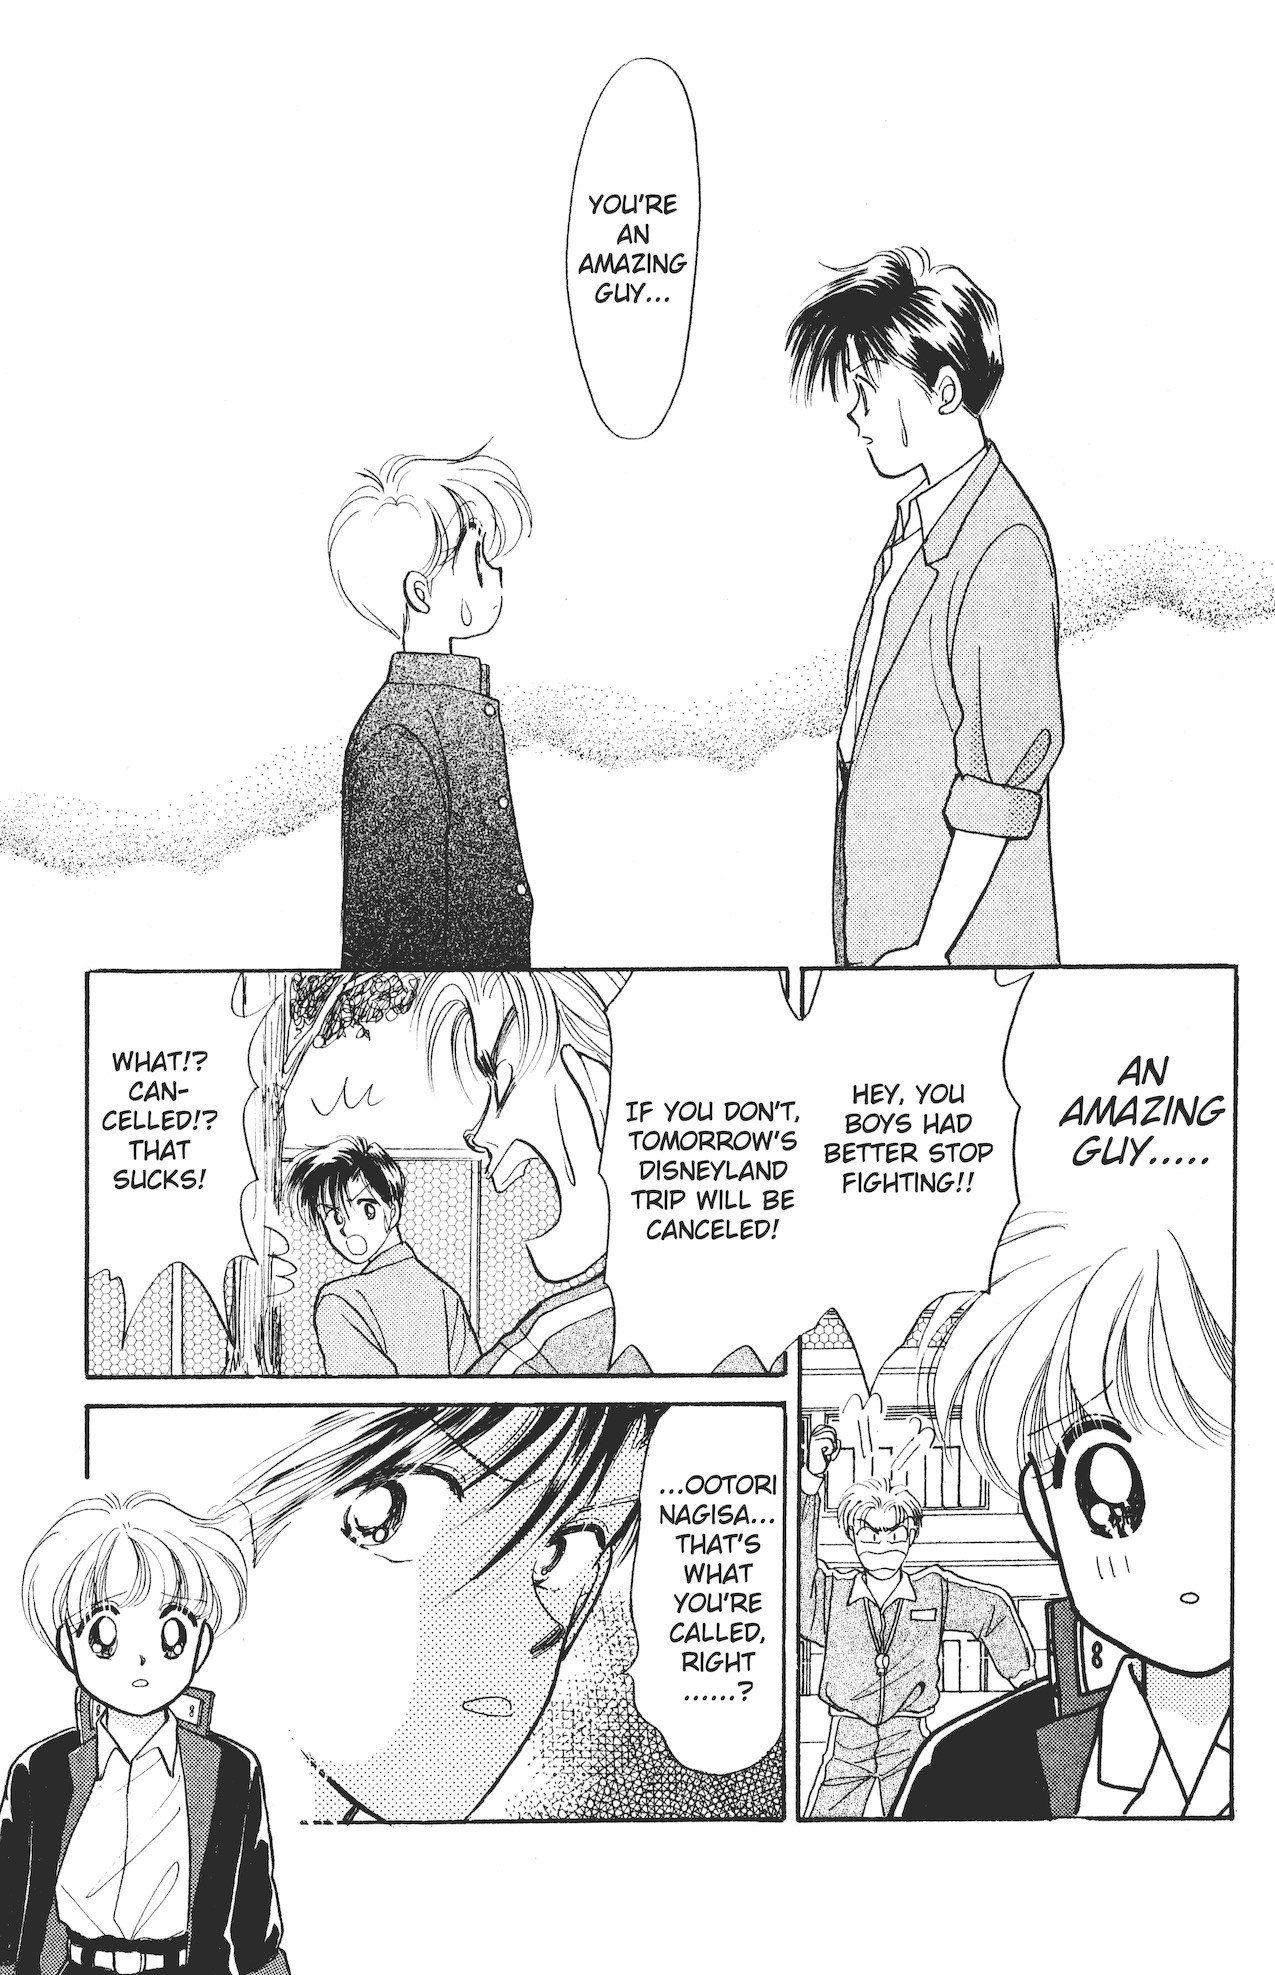 YOU'RE
AN
AMAZING
GUY...
AN
AMAZING
GUY.....
HEY, YOU
BOYS HAD
BETTER STOP
FIGHTING!!
IF YOU DON'T,
TOMORROW'S
DISNEYLAND
TRIP WILL BE
CANCELED!
WHAT!?
CAN-
CELLED!?
THAT
SUCKS!
...OOTORI
NAGISA...
THAT'S
WHAT
YOU'RE
CALLED,
RIGHT
......?